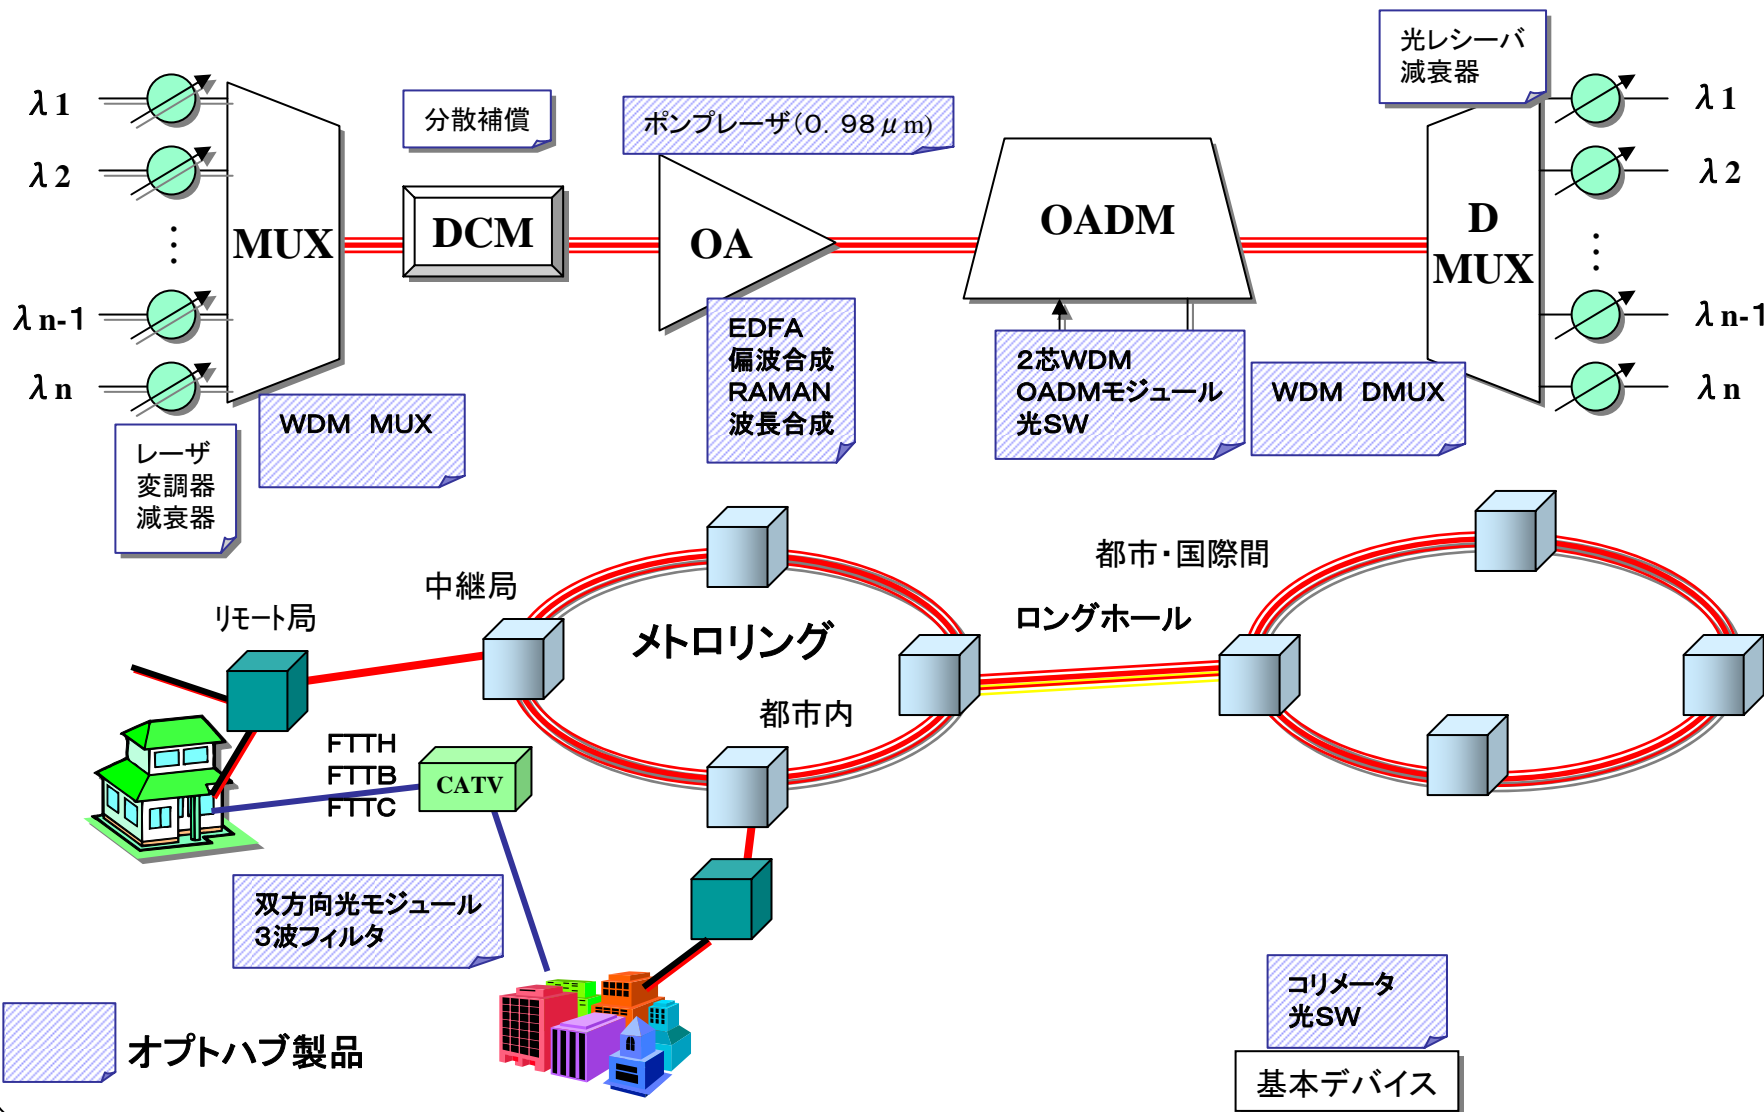 λ1
λ2
⋮
λn-1
λn
レーザ
変調器
減衰器
MUX
WDM MUX
分散補償
DCM
ポンプレーザ(0.98μm)
OA
EDFA
偏波合成
RAMAN
波長合成
OADM
2芯WDM
OADMモジュール
光SW
光レシーバ
減衰器
D
MUX
WDM DMUX
λ1
λ2
⋮
λn-1
λn
リモート局
中継局
メトロリング
都市内
都市・国際間
ロングホール
FTTH
FTTB
FTTC
CATV
双方向光モジュール
3波フィルタ
オプトハブ製品
コリメータ
光SW
基本デバイス